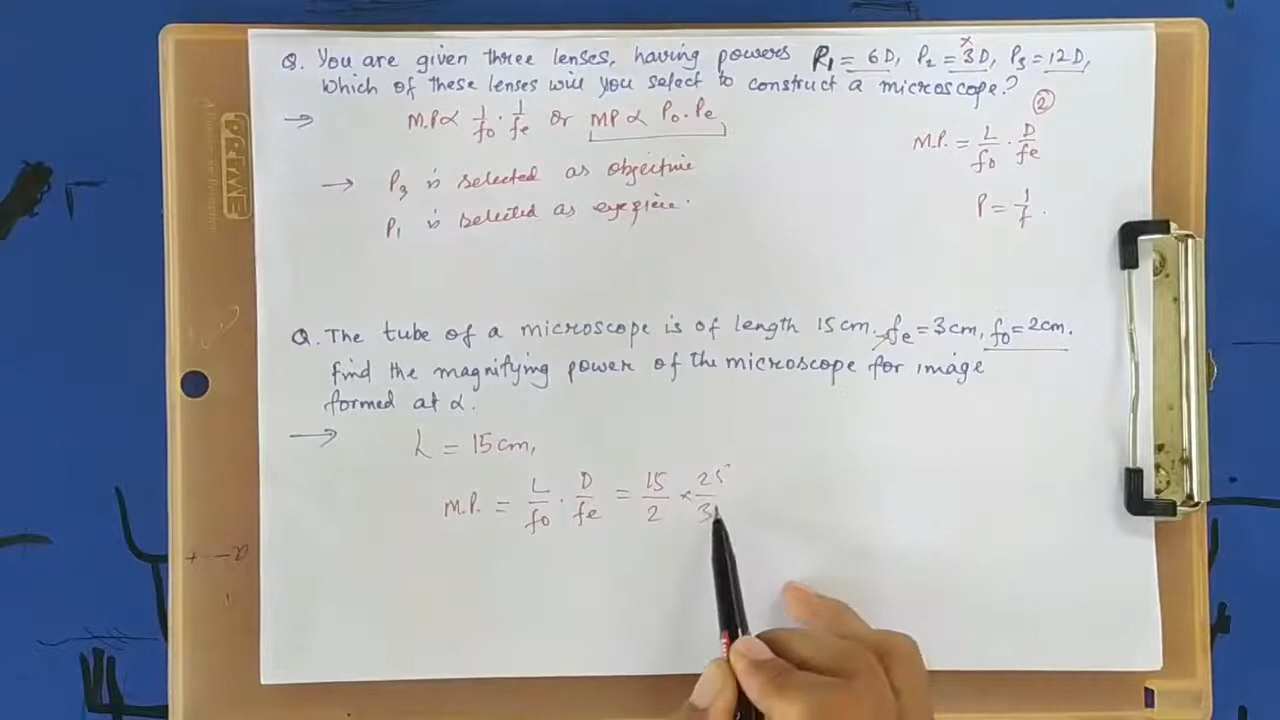 Q. You are given three lenses, having powers P₁ = 6D, P₂ = 3D, P₃ = 12D,
Which of these lenses will you select to construct a microscope?
②
→ M.P ∝ 1/fo · 1/fe or MP ∝ Po · Pe
M.P. = L/fo · D/fe
→ P₃ is selected as objective
P₁ is selected as eyepiece.
P = 1/f.
Q. The tube of a microscope is of length 15cm. fe = 3cm, fo = 2cm.
find the magnifying power of the microscope for image
formed at α.
→ L = 15cm,
M.P. = L/fo · D/fe = 15/2 × 25/3